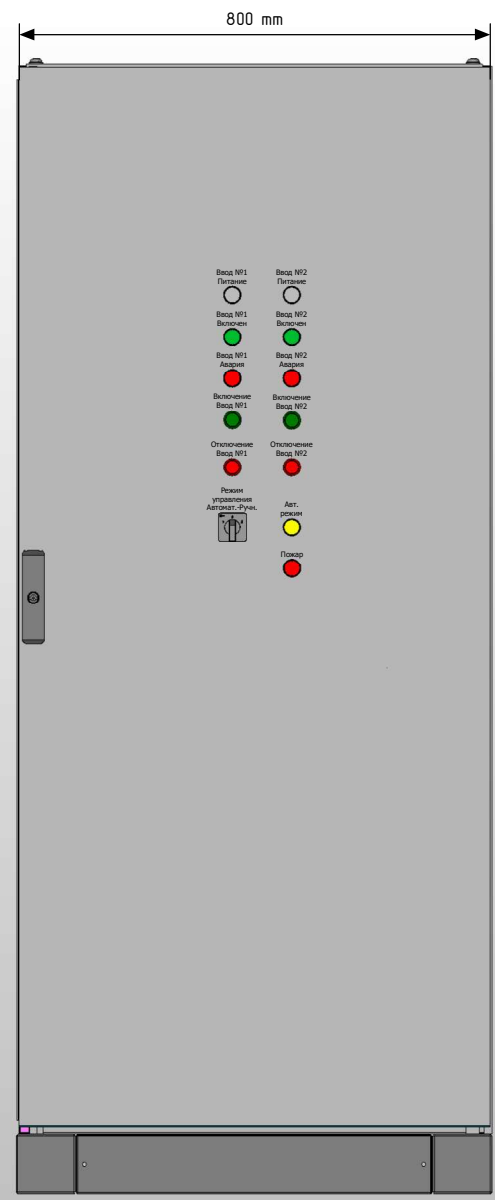 800 mm
Ввод №1
Питание
Ввод №2
Питание
Ввод №1
Включен
Ввод №2
Включен
Ввод №1
Авария
Ввод №2
Авария
Включение
Ввод №1
Включение
Ввод №2
Отключение
Ввод №1
Отключение
Ввод №2
Режим
управления
Автомат.-Ручн.
Авт.
режим
Пожар